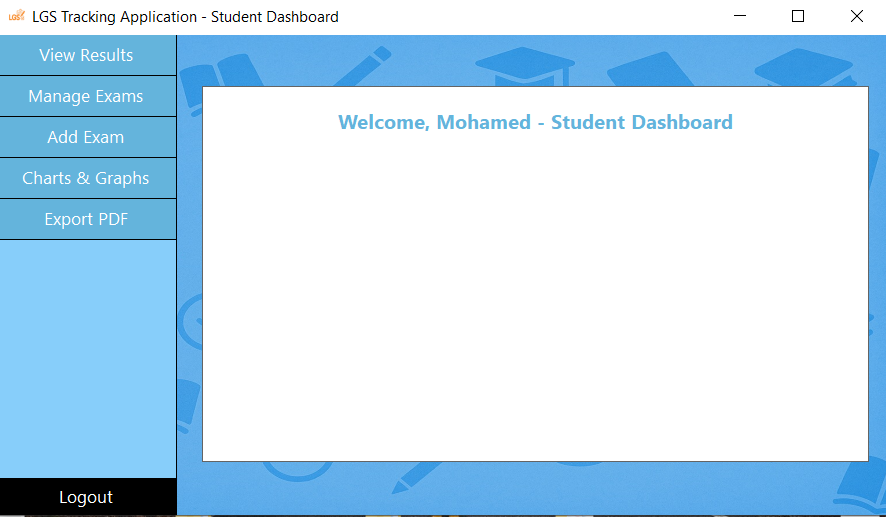 LGS
LGS Tracking Application - Student Dashboard
View Results
Manage Exams
Add Exam
Charts & Graphs
Export PDF
Logout
Welcome, Mohamed - Student Dashboard